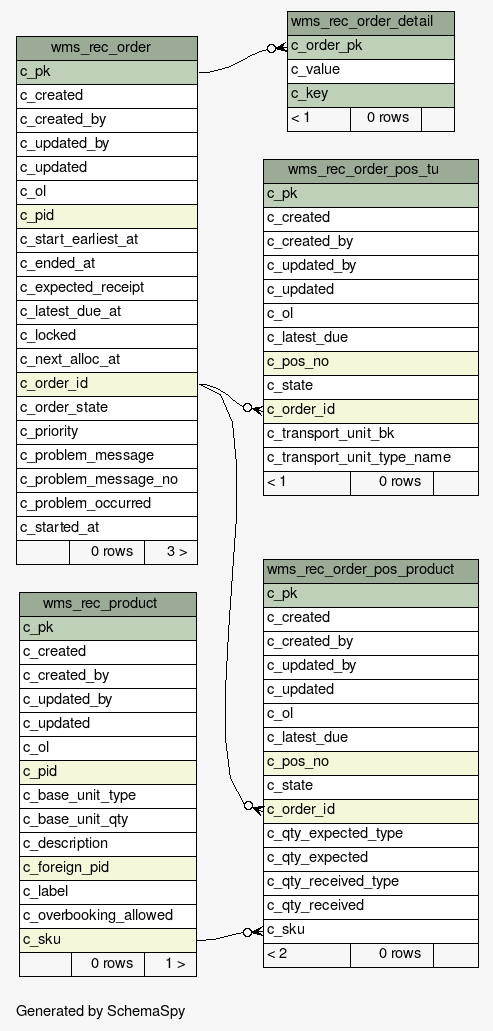 wms_rec_order
c_pk
c_created
c_created_by
c_updated_by
c_updated
c_ol
c_pid
c_start_earliest_at
c_ended_at
c_expected_receipt
c_latest_due_at
c_locked
c_next_alloc_at
c_order_id
c_order_state
c_priority
c_problem_message
c_problem_message_no
c_problem_occurred
c_started_at
0 rows 3 >
wms_rec_product
c_pk
c_created
c_created_by
c_updated_by
c_updated
c_ol
c_pid
c_base_unit_type
c_base_unit_qty
c_description
c_foreign_pid
c_label
c_overbooking_allowed
c_sku
0 rows 1 >
wms_rec_order_detail
c_order_pk
c_value
c_key
< 1 0 rows
wms_rec_order_pos_tu
c_pk
c_created
c_created_by
c_updated_by
c_updated
c_ol
c_latest_due
c_pos_no
c_state
c_order_id
c_transport_unit_bk
c_transport_unit_type_name
< 1 0 rows
wms_rec_order_pos_product
c_pk
c_created
c_created_by
c_updated_by
c_updated
c_ol
c_latest_due
c_pos_no
c_state
c_order_id
c_qty_expected_type
c_qty_expected
c_qty_received_type
c_qty_received
c_sku
< 2 0 rows
Generated by SchemaSpy